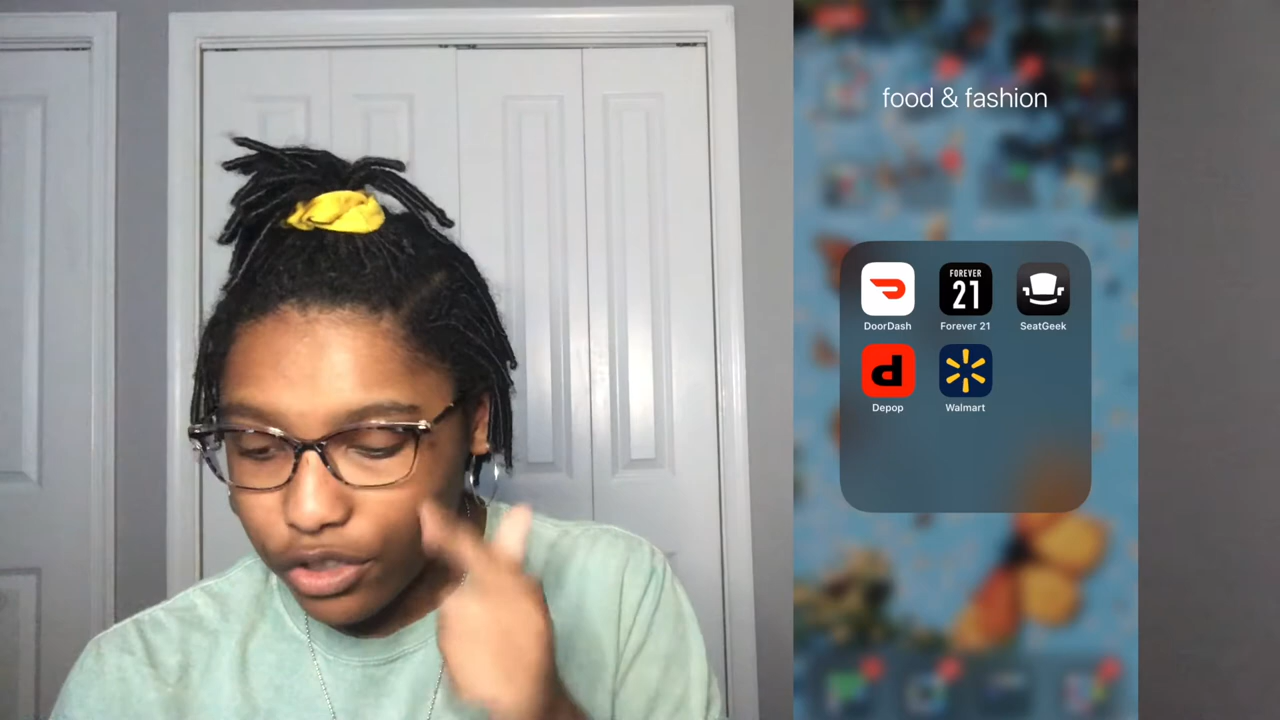 food & fashion
FOREVER
21
DoorDash
Forever 21
SeatGeek
d
Depop
Walmart